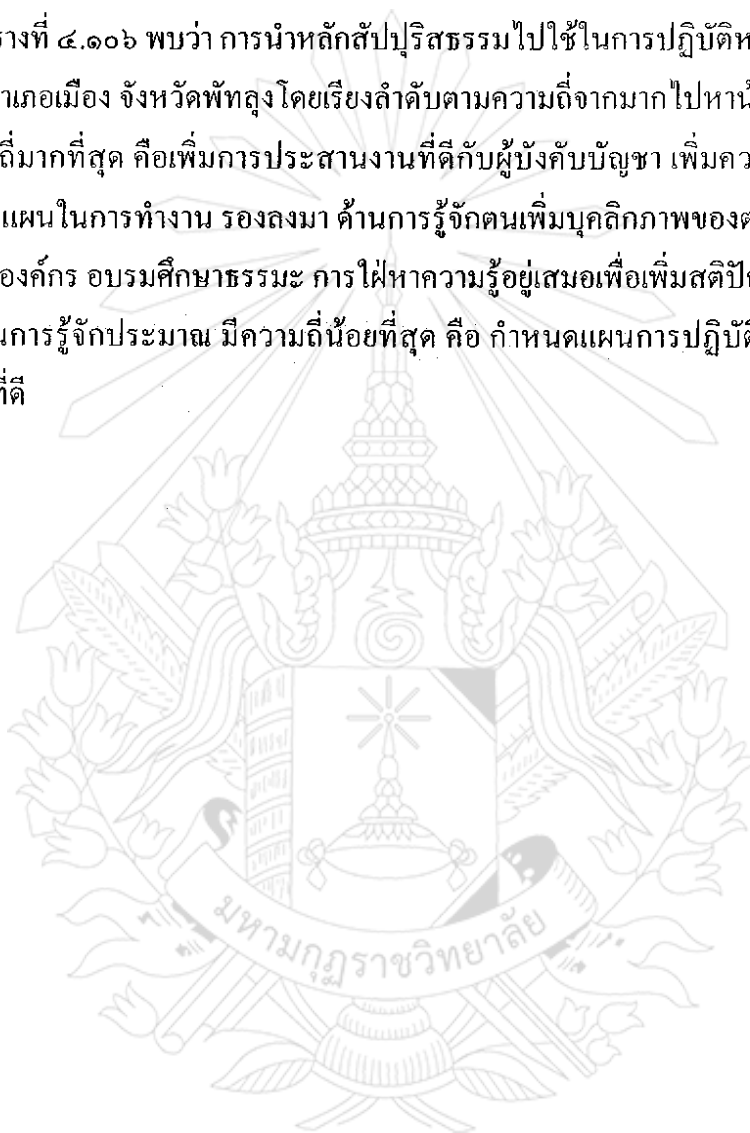 รางที่ ๔.๑๐๖ พบว่า การนำหลักสัปปุริสธรรมไปใช้ในการปฏิบัติห
าเภอเมือง จังหวัดพัทลุงโดยเรียงลำดับตามความถี่จากมากไปหาน้
ถี่มากที่สุด คือเพิ่มการประสานงานที่ดีกับผู้บังคับบัญชา เพิ่มคว
แผนในการทำงาน รองลงมา ด้านการรู้จักตนเพิ่มบุคลิกภาพของต
องค์กร อบรมศึกษาธรรมะ การใฝ่หาความรู้อยู่เสมอเพื่อเพิ่มสติปั
นการรู้จักประมาณ มีความถี่น้อยที่สุด คือ กำหนดแผนการปฏิบัติ
ที่ดี
มหามกุฏราชวิทยาลัย